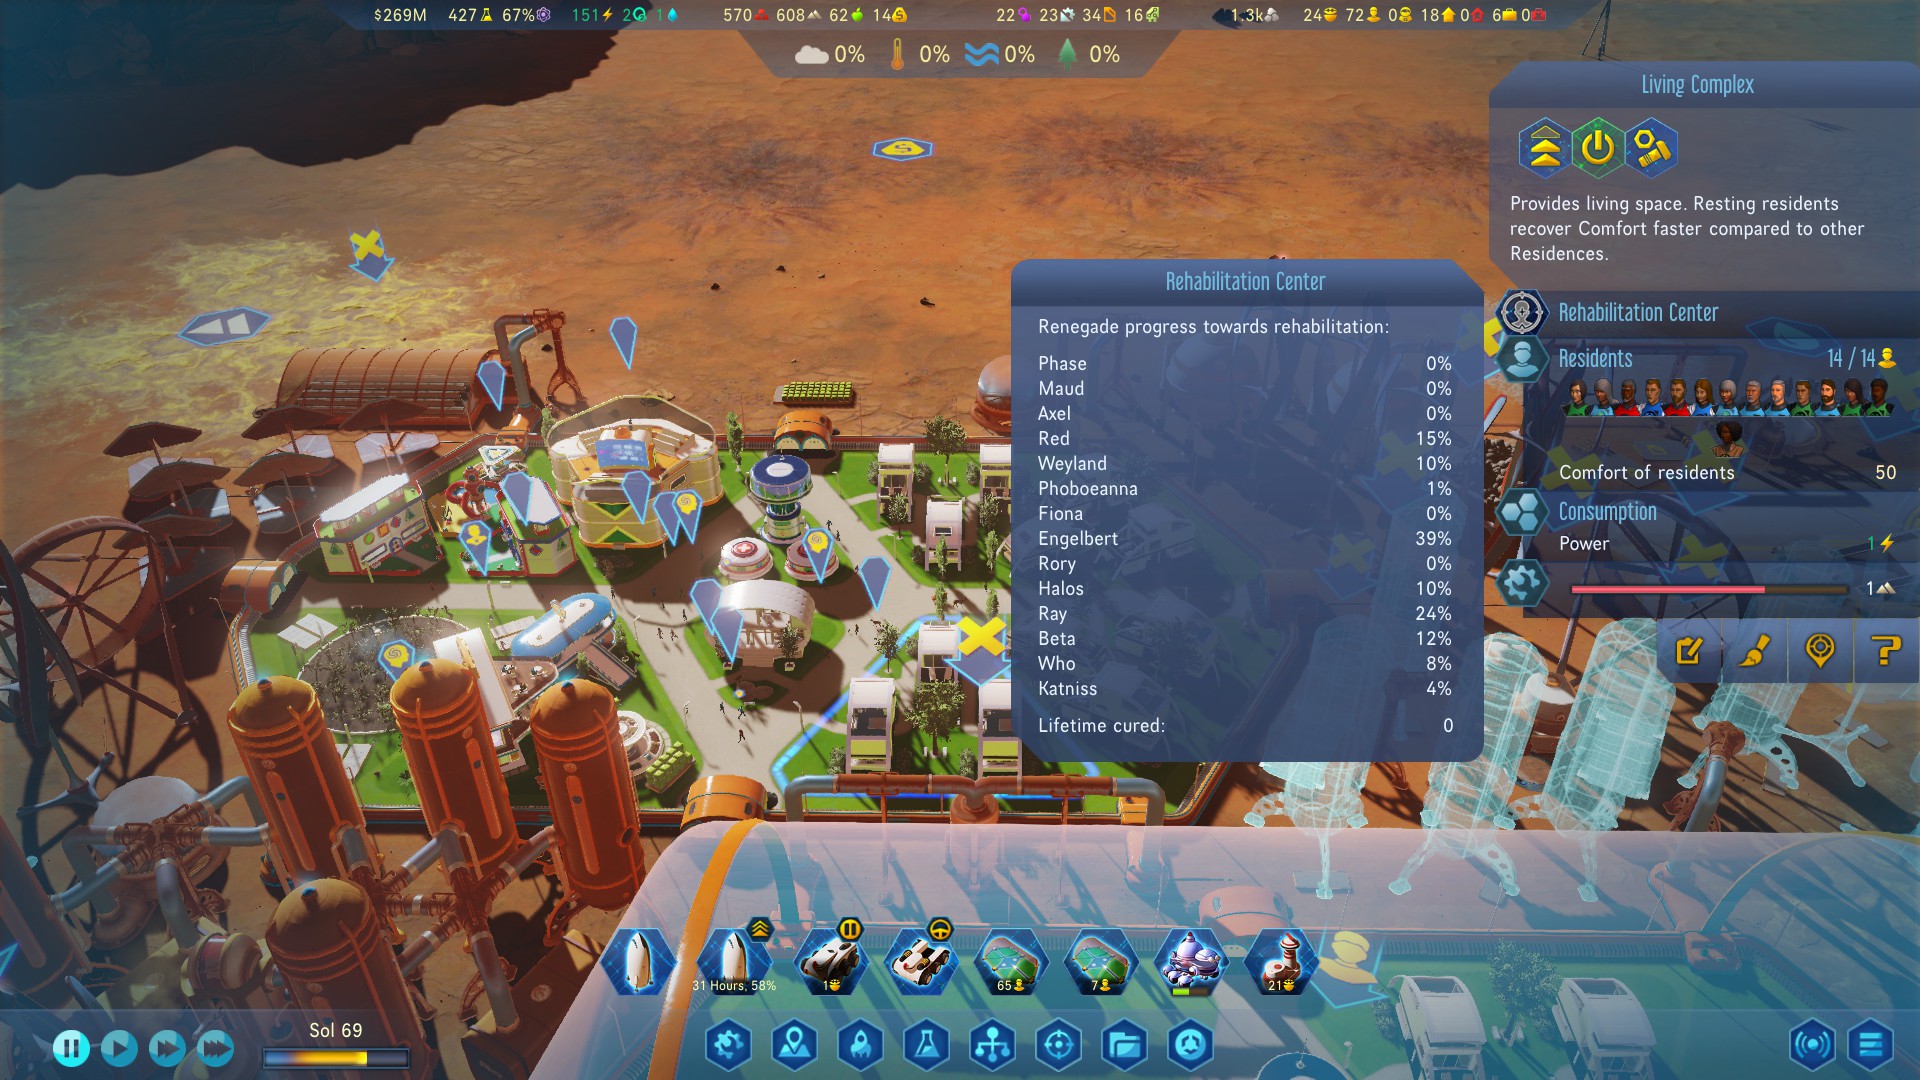 $269M 427 67% 151 2 1 570 608 62 14 22 23 34 16 1.3k 24 72 0 18 0 6 0
0% 0% 0% 0%
Living Complex
Provides living space. Resting residents
recover Comfort faster compared to other
Residences.
Rehabilitation Center
Residents 14 / 14
Comfort of residents 50
Consumption
Power 1
1
Rehabilitation Center
Renegade progress towards rehabilitation:
Phase 0%
Maud 0%
Axel 0%
Red 15%
Weyland 10%
Phoboeanna 1%
Fiona 0%
Engelbert 39%
Rory 0%
Halos 10%
Ray 24%
Beta 12%
Who 8%
Katniss 4%
Lifetime cured: 0
31 Hours, 58% 1 65 7 21
Sol 69